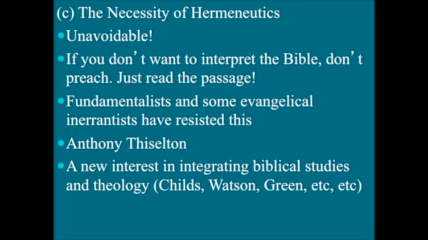 (c) The Necessity of Hermeneutics
•Unavoidable!
•If you don’t want to interpret the Bible, don’t
preach. Just read the passage!
•Fundamentalists and some evangelical
inerrantists have resisted this
•Anthony Thiselton
•A new interest in integrating biblical studies
and theology (Childs, Watson, Green, etc, etc)